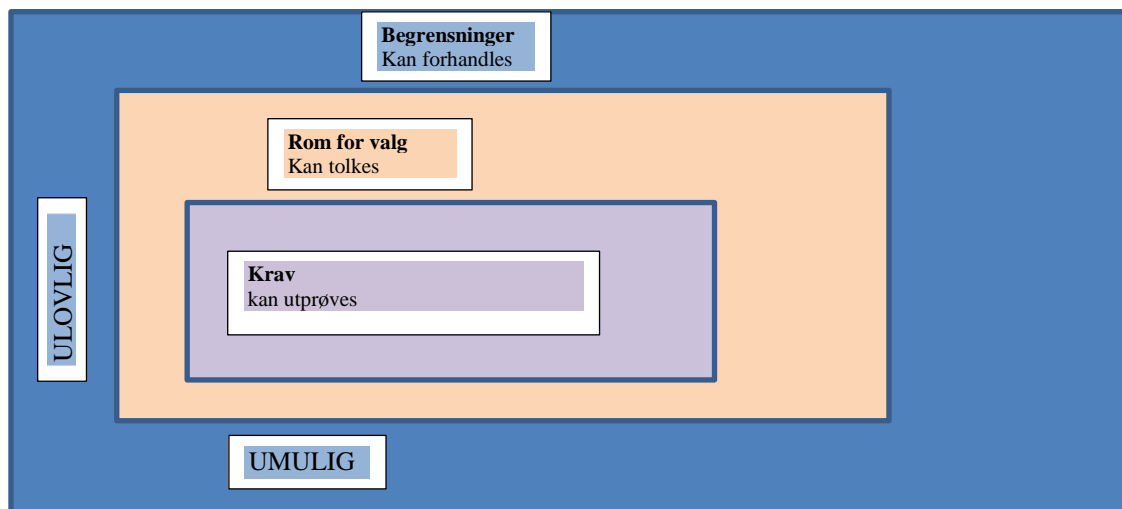 Begrensninger
Kan forhandles
Rom for valg
Kan tolkes
ULOVLIG
Krav
kan utprøves
UMULIG